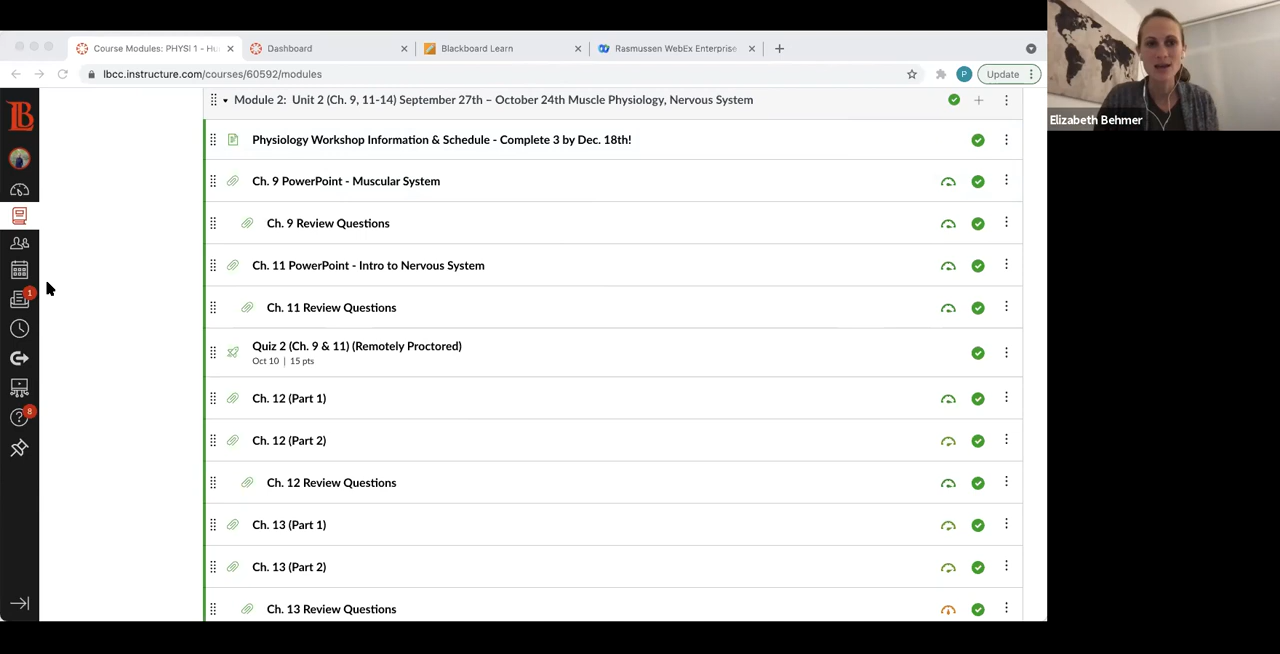 Course Modules: PHYSI 1 - Hu
Dashboard
Blackboard Learn
Rasmussen WebEx Enterprise
lbcc.instructure.com/courses/60592/modules
P
Update
Elizabeth Behmer
Module 2: Unit 2 (Ch. 9, 11-14) September 27th – October 24th Muscle Physiology, Nervous System
Physiology Workshop Information & Schedule - Complete 3 by Dec. 18th!
Ch. 9 PowerPoint - Muscular System
Ch. 9 Review Questions
Ch. 11 PowerPoint - Intro to Nervous System
1
Ch. 11 Review Questions
Quiz 2 (Ch. 9 & 11) (Remotely Proctored)
Oct 10 | 15 pts
Ch. 12 (Part 1)
8
Ch. 12 (Part 2)
Ch. 12 Review Questions
Ch. 13 (Part 1)
Ch. 13 (Part 2)
Ch. 13 Review Questions